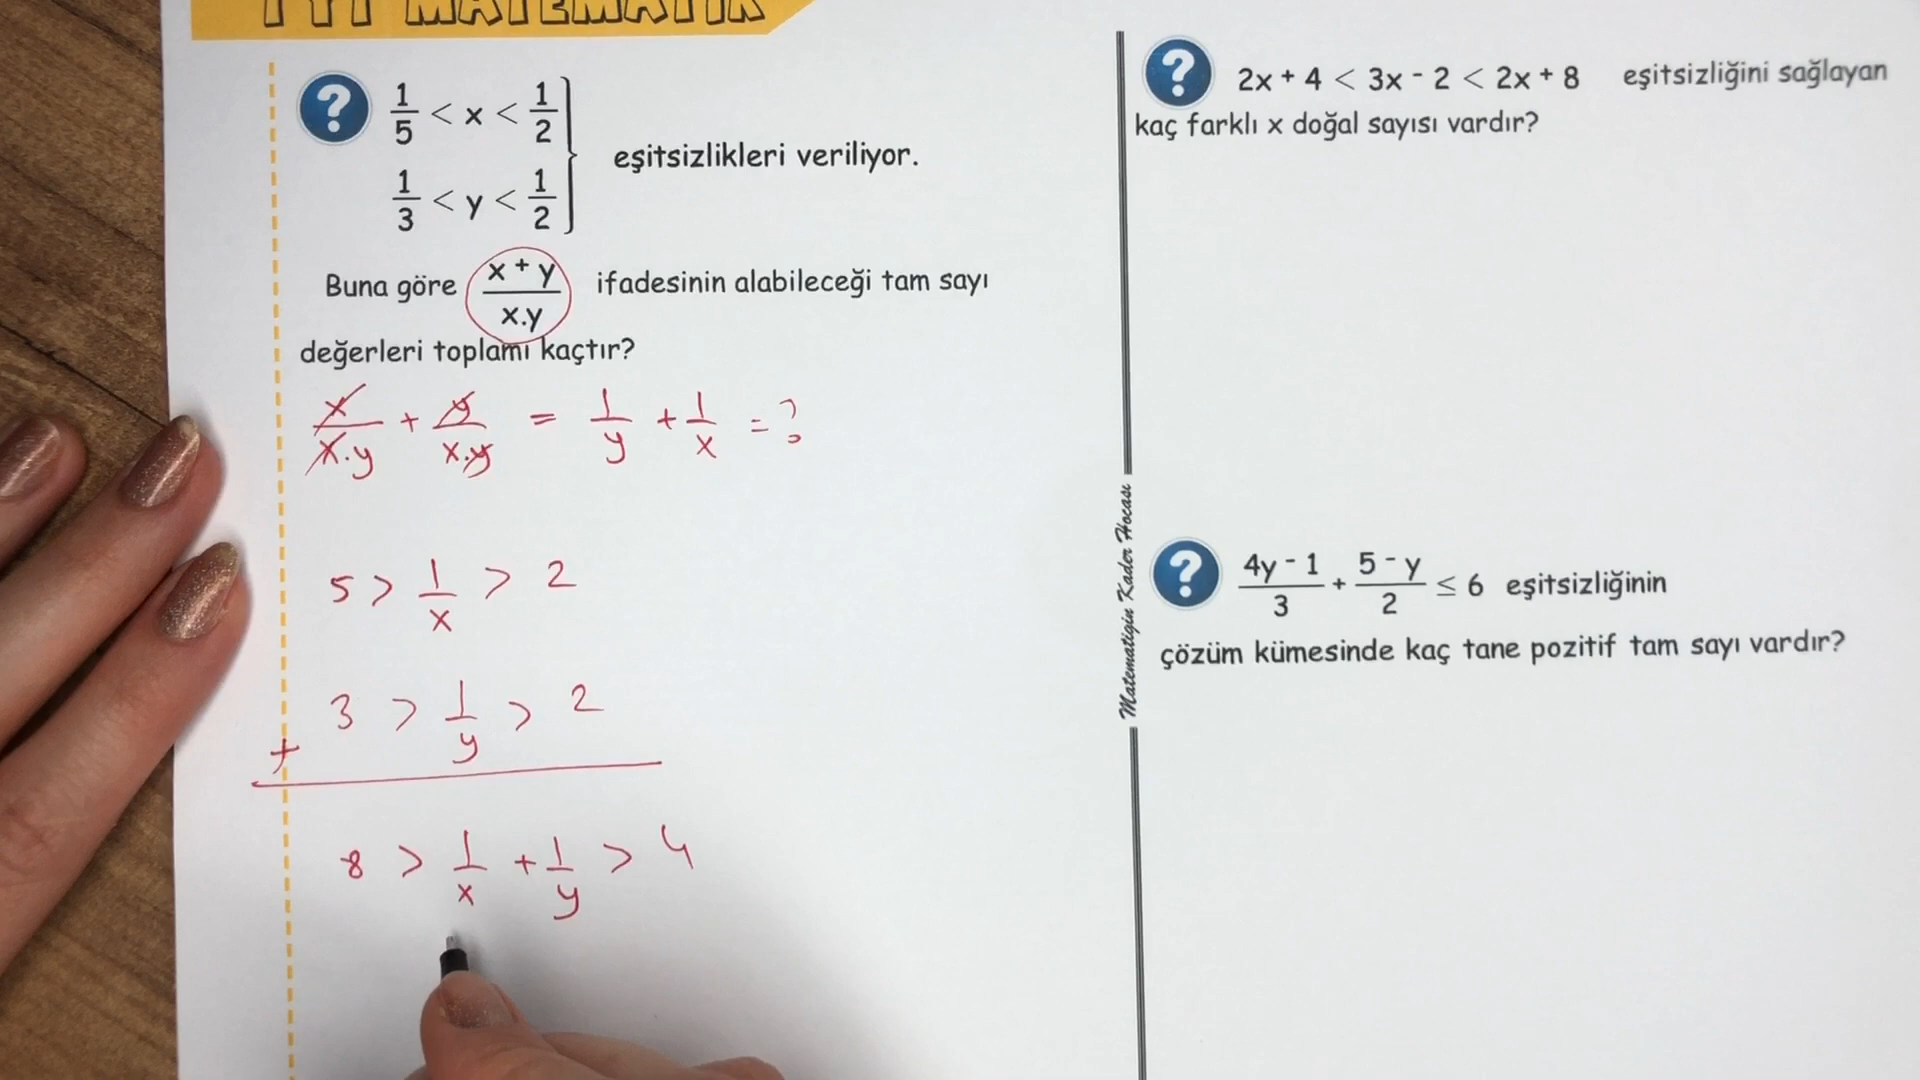 TYT MATEMATİK
? 1/5 < x < 1/2
1/3 < y < 1/2 } eşitsizlikleri veriliyor.
Buna göre (x + y)/(x.y) ifadesinin alabileceği tam sayı
değerleri toplamı kaçtır?
x/(x.y) + y/(x.y) = 1/y + 1/x = ?
5 > 1/x > 2
+ 3 > 1/y > 2
8 > 1/x + 1/y > 4
Matematiğin Kader Hocası
? 2x + 4 < 3x - 2 < 2x + 8 eşitsizliğini sağlayan
kaç farklı x doğal sayısı vardır?
? (4y - 1)/3 + (5 - y)/2 ≤ 6 eşitsizliğinin
çözüm kümesinde kaç tane pozitif tam sayı vardır?